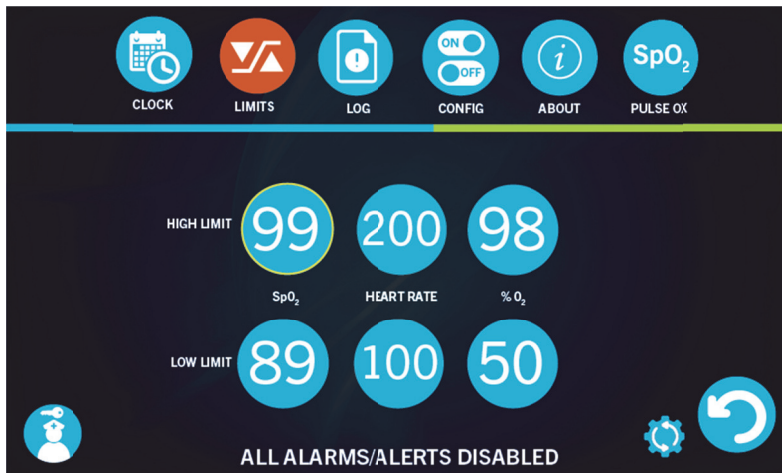 ON
OFF
SpO₂
CLOCK LIMITS LOG CONFIG ABOUT PULSE OX
HIGH LIMIT 99 200 98
SpO₂ HEART RATE % O₂
LOW LIMIT 89 100 50
ALL ALARMS/ALERTS DISABLED